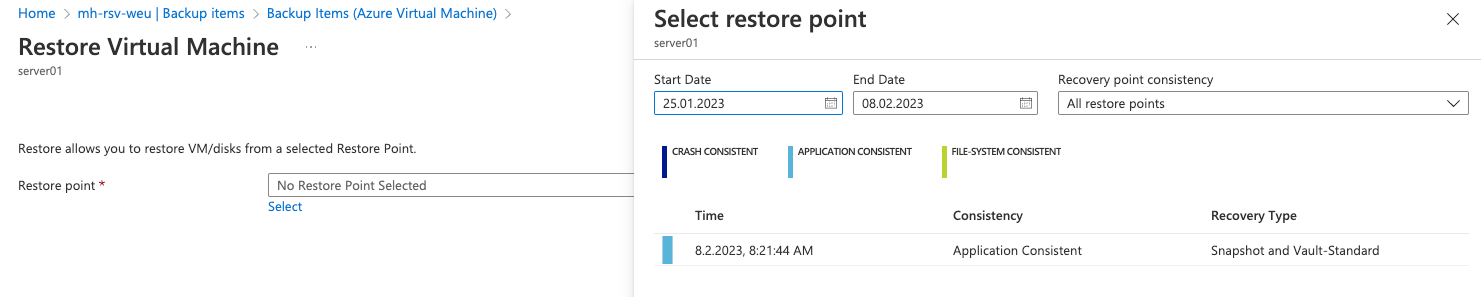 Home > mh-rsv-weu | Backup items > Backup Items (Azure Virtual Machine) >
Restore Virtual Machine ...
server01
Restore allows you to restore VM/disks from a selected Restore Point.
Restore point *
No Restore Point Selected
Select
Select restore point
server01
Start Date End Date Recovery point consistency
25.01.2023 08.02.2023 All restore points
CRASH CONSISTENT APPLICATION CONSISTENT FILE-SYSTEM CONSISTENT
Time Consistency Recovery Type
8.2.2023, 8:21:44 AM Application Consistent Snapshot and Vault-Standard